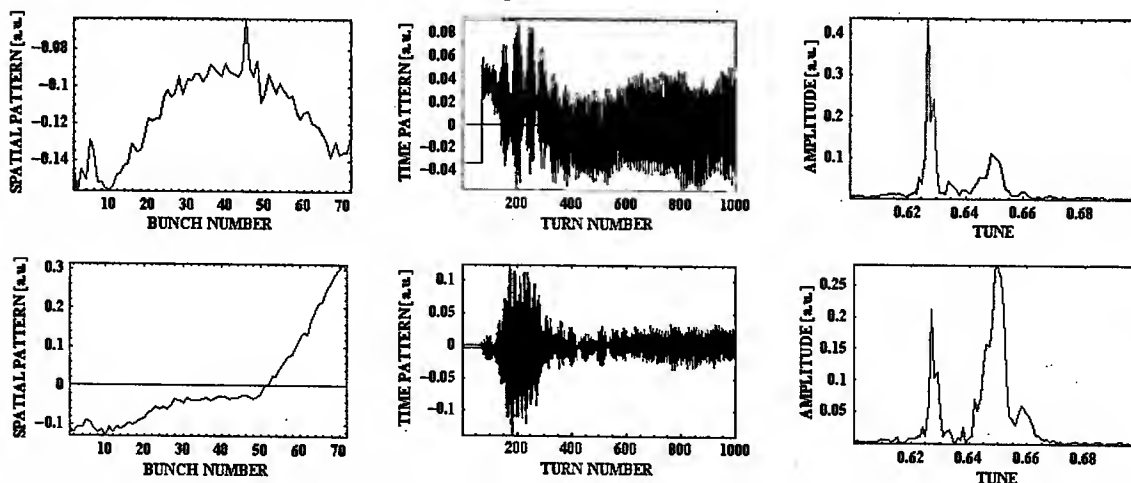 SPATIAL PATTERN [a.u.]
−0.08
−0.1
−0.14
10 20 30 40 50 60 70
BUNCH NUMBER
TIME PATTERN [a.u.]
0.08
0.06
0.04
0.02
0
−0.02
−0.04
200 400 600 800 1000
TURN NUMBER
AMPLITUDE [a.u.]
0.4
0.3
0.2
0.1
0.62 0.64 0.66 0.68
TUNE
SPATIAL PATTERN [a.u.]
0.3
0.2
0.1
0
−0.1
10 20 30 40 50 60 70
BUNCH NUMBER
TIME PATTERN [a.u.]
0.1
0.05
0
−0.05
−0.1
200 400 600 800 1000
TURN NUMBER
AMPLITUDE [a.u.]
0.25
0.2
0.15
0.1
0.05
0.62 0.64 0.66 0.68
TUNE